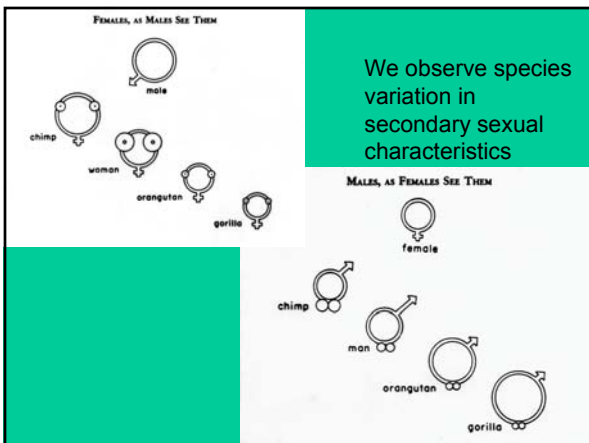 FEMALES, AS MALES SEE THEM
male
chimp
woman
orangutan
gorilla
We observe species
variation in
secondary sexual
characteristics
MALES, AS FEMALES SEE THEM
female
chimp
man
orangutan
gorilla